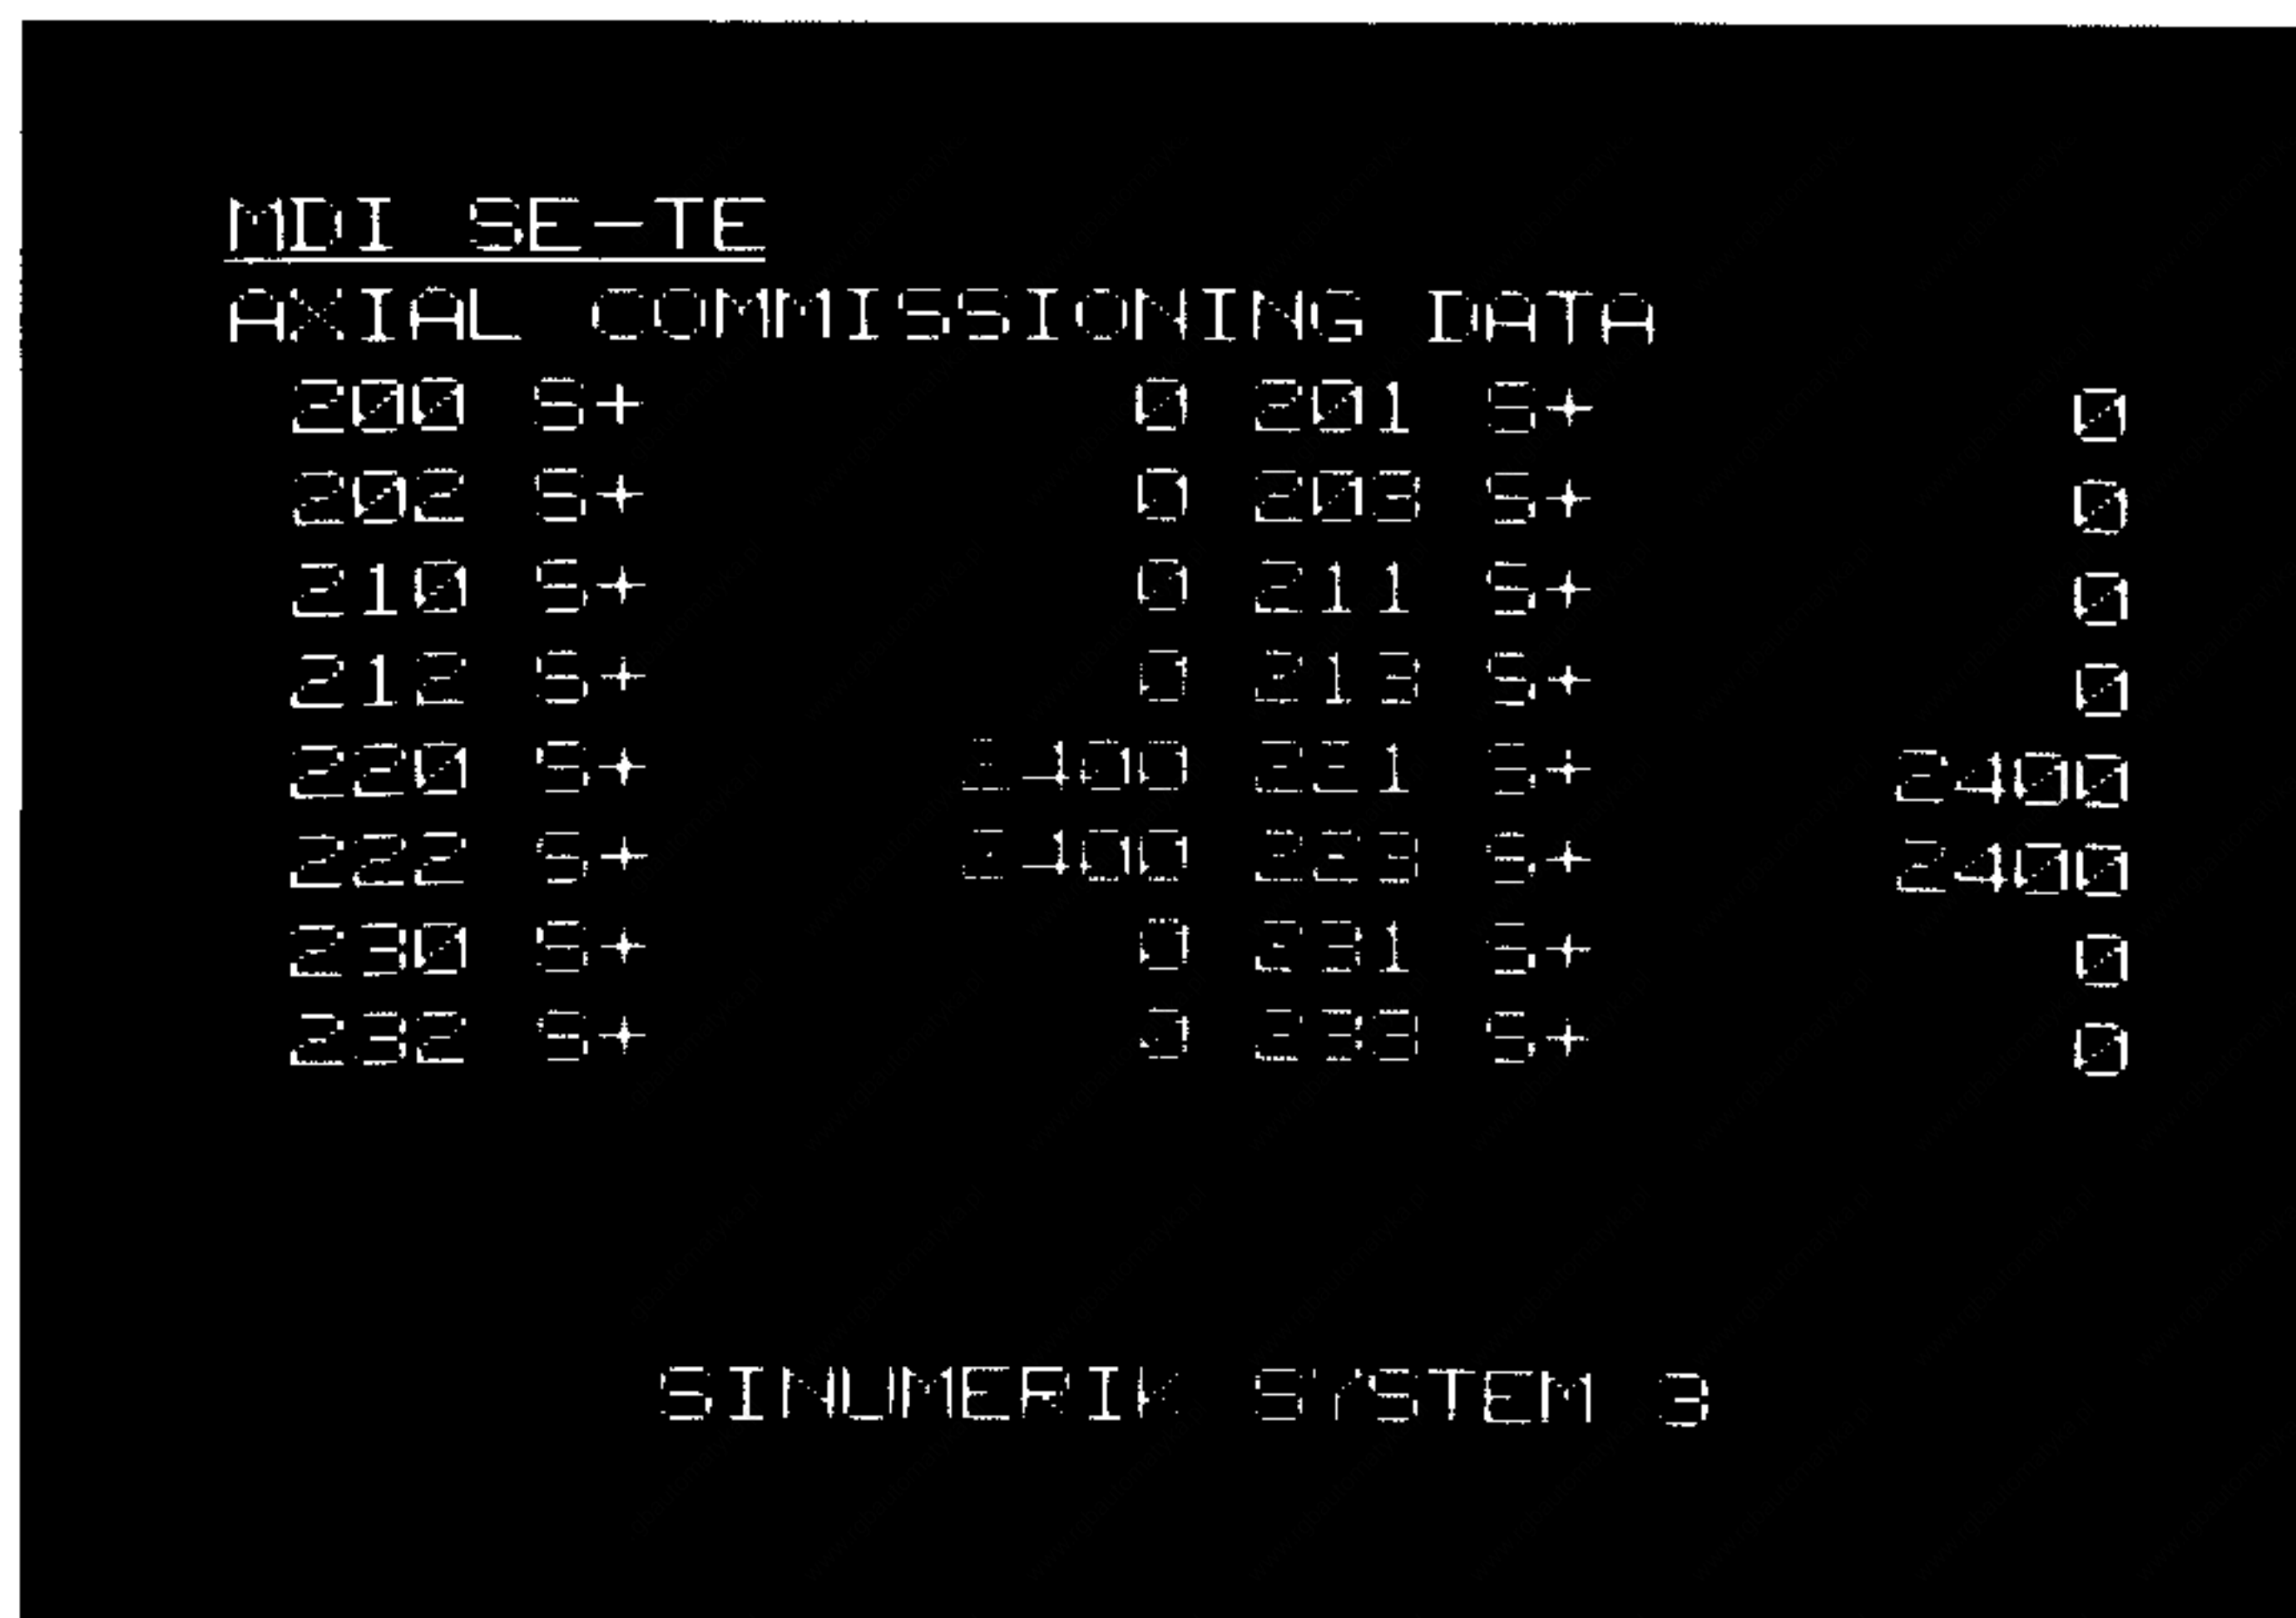 MDI SE-TE
AXIAL COMMISSIONING DATA
200 S+ 0 201 S+ 0
202 S+ 0 203 S+ 0
210 S+ 0 211 S+ 0
212 S+ 0 213 S+ 0
220 S+ 2400 221 S+ 2400
222 S+ 2400 223 S+ 2400
230 S+ 0 231 S+ 0
232 S+ 0 233 S+ 0
SINUMERIK SYSTEM 3